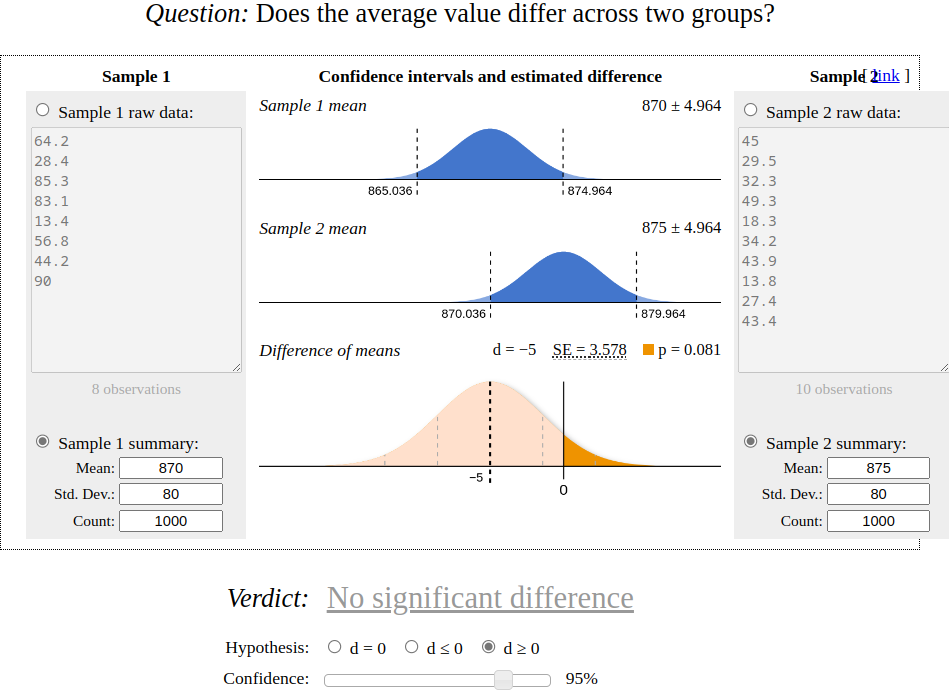 Question: Does the average value differ across two groups?
Sample 1
Confidence intervals and estimated difference
Sample 2
[ link ]
Sample 1 raw data:
64.2
28.4
85.3
83.1
13.4
56.8
44.2
90
8 observations
Sample 1 summary:
Mean: 870
Std. Dev.: 80
Count: 1000
Sample 1 mean 870 ± 4.964
865.036 874.964
Sample 2 mean 875 ± 4.964
870.036 879.964
Difference of means d = −5 SE = 3.578 p = 0.081
−5
0
Sample 2 raw data:
45
29.5
32.3
49.3
18.3
34.2
43.9
13.8
27.4
43.4
10 observations
Sample 2 summary:
Mean: 875
Std. Dev.: 80
Count: 1000
Verdict: No significant difference
Hypothesis: d = 0 d ≤ 0 d ≥ 0
Confidence: 95%